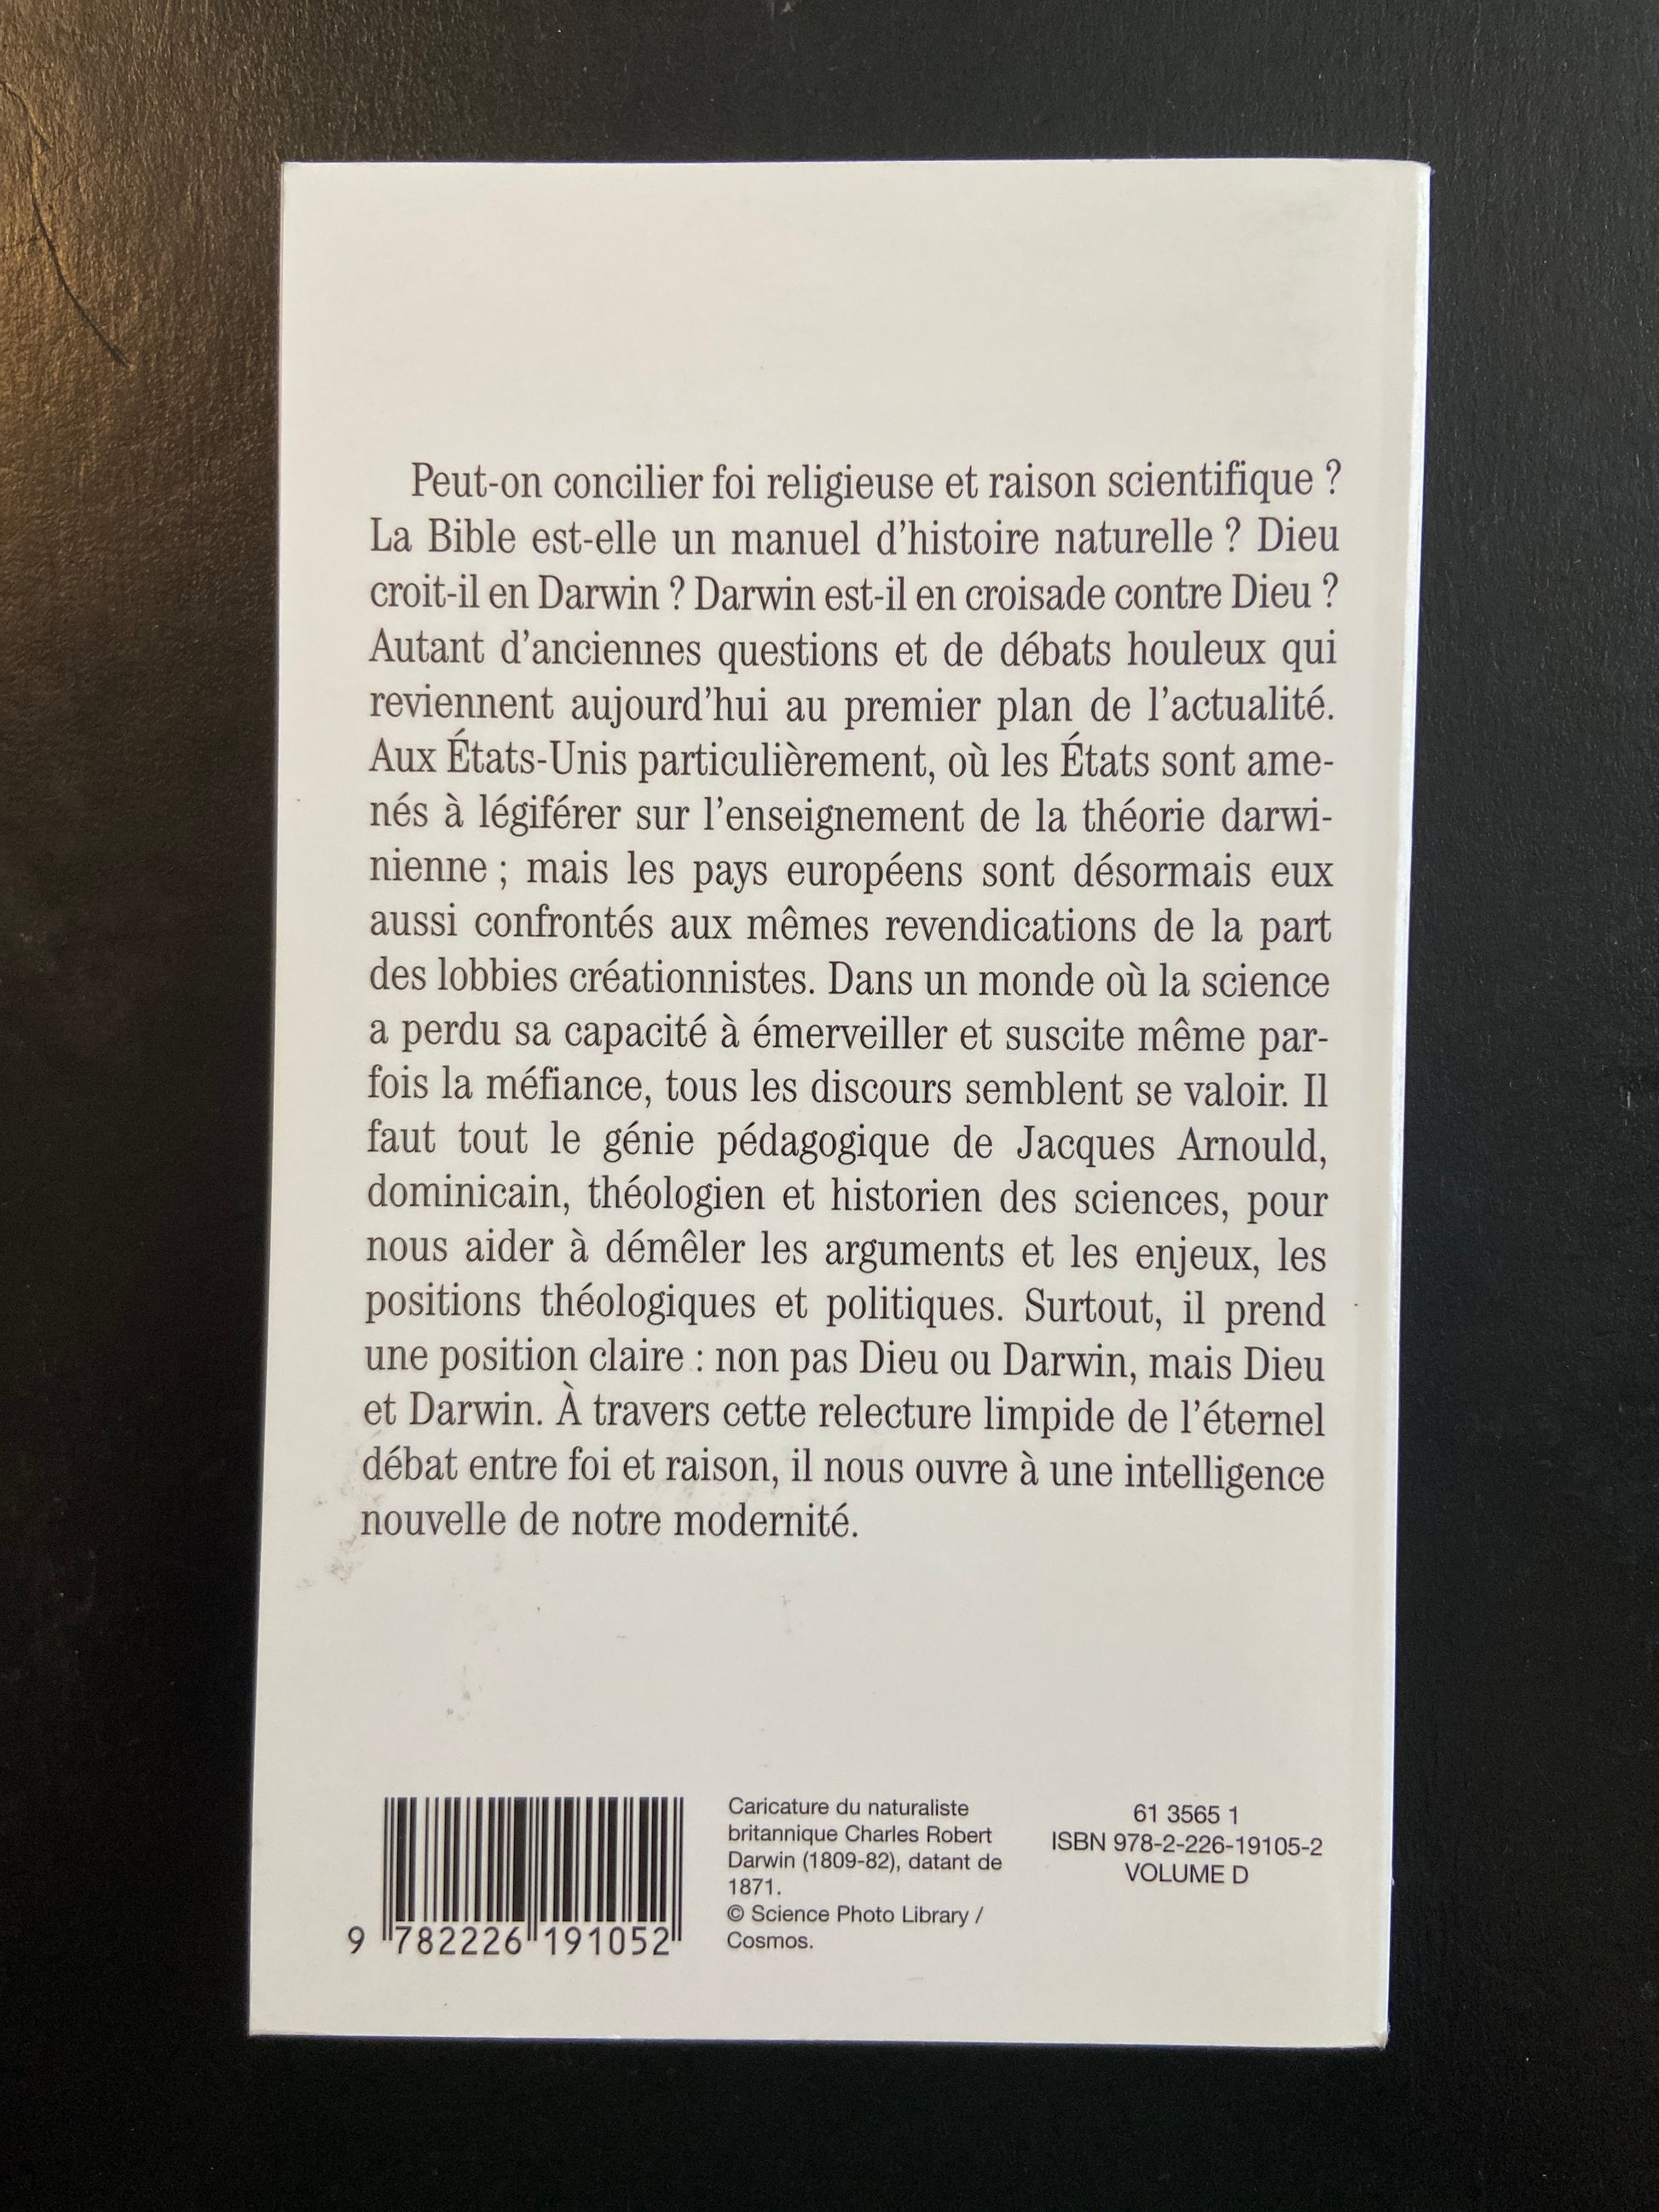 Peut-on concilier foi religieuse et raison scientifique ?
La Bible est-elle un manuel d'histoire naturelle ? Dieu
croit-il en Darwin ? Darwin est-il en croisade contre Dieu ?
Autant d'anciennes questions et de débats houleux qui
reviennent aujourd'hui au premier plan de l'actualité.
Aux États-Unis particulièrement, où les États sont ame-
nés à légiférer sur l'enseignement de la théorie darwi-
nienne ; mais les pays européens sont désormais eux
aussi confrontés aux mêmes revendications de la part
des lobbies créationnistes. Dans un monde où la science
a perdu sa capacité à émerveiller et suscite même par-
fois la méfiance, tous les discours semblent se valoir. Il
faut tout le génie pédagogique de Jacques Arnould,
dominicain, théologien et historien des sciences, pour
nous aider à démêler les arguments et les enjeux, les
positions théologiques et politiques. Surtout, il prend
une position claire : non pas Dieu ou Darwin, mais Dieu
et Darwin. À travers cette relecture limpide de l'éternel
débat entre foi et raison, il nous ouvre à une intelligence
nouvelle de notre modernité.
9 782226 191052
Caricature du naturaliste
britannique Charles Robert
Darwin (1809-82), datant de
1871.
© Science Photo Library /
Cosmos.
61 3565 1
ISBN 978-2-226-19105-2
VOLUME D